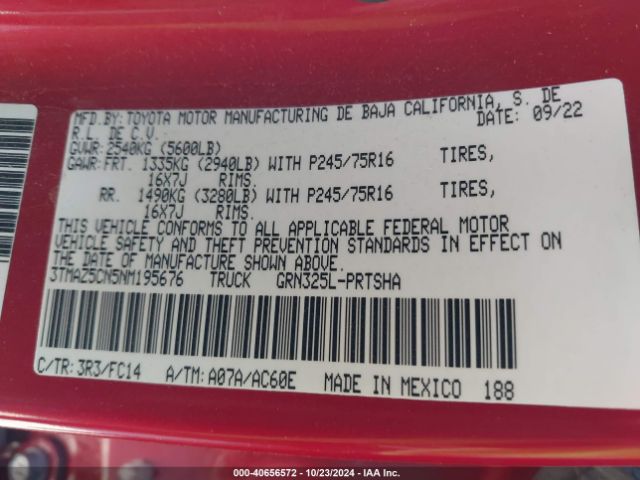 MFD.BY: TOYOTA MOTOR MANUFACTURING DE BAJA CALIFORNIA, S. DE
R.L. DE C.V. DATE: 09/22
GVWR: 2540KG (5600LB)
GAWR: FRT. 1335KG (2940LB) WITH P245/75R16 TIRES,
16X7J RIMS.
RR. 1490KG (3280LB) WITH P245/75R16 TIRES,
16X7J RIMS.
THIS VEHICLE CONFORMS TO ALL APPLICABLE FEDERAL MOTOR
VEHICLE SAFETY AND THEFT PREVENTION STANDARDS IN EFFECT ON
THE DATE OF MANUFACTURE SHOWN ABOVE.
3TMAZ5CN5NM195676 TRUCK GRN325L-PRTSHA
C/TR: 3R3/FC14 A/TM: A07A/AC60E MADE IN MEXICO 188
000-40656572 | 10/23/2024 | IAA Inc.